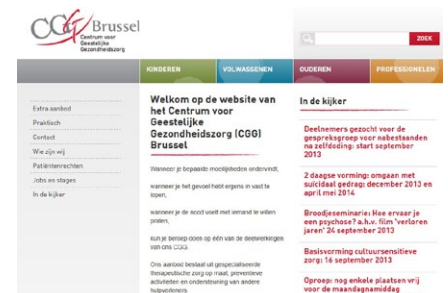 CGG Brussel
Centrum voor
Geestelijke
Gezondheidszorg
ZOEK
KINDEREN
VOLWASSENEN
OUDEREN
PROFESSIONELEN
Extra aanbod
Praktisch
Contact
Wie zijn wij
Patiëntenrechten
Jobs en stages
In de kijker
Welkom op de website van
het Centrum voor
Geestelijke
Gezondheidszorg (CGG)
Brussel
Wanneer je bepaalde moeilijkheden ondervindt,
wanneer je het gevoel hebt ergens in vast te
lopen,
wanneer je de nood voelt met iemand te willen
praten,
kun je beroep doen op één van de deelwerkingen
van ons CGG.
Ons aanbod bestaat uit gespecialiseerde
therapeutische zorg op maat, preventieve
activiteiten en ondersteuning van andere
hulpverleners.
In de kijker
Deelnemers gezocht voor de
gespreksgroep voor nabestaanden
na zelfdoding: start september
2013
2 daagse vorming: omgaan met
suïcidaal gedrag: december 2013 en
april mei 2014
Broodjeseminarie: Hoe ervaar je
een psychose? a.h.v. film 'verloren
jaren' 24 september 2013
Basisvorming cultuursensitieve
zorg: 16 september 2013
Oproep: nog enkele plaatsen vrij
voor de maandagnamiddag